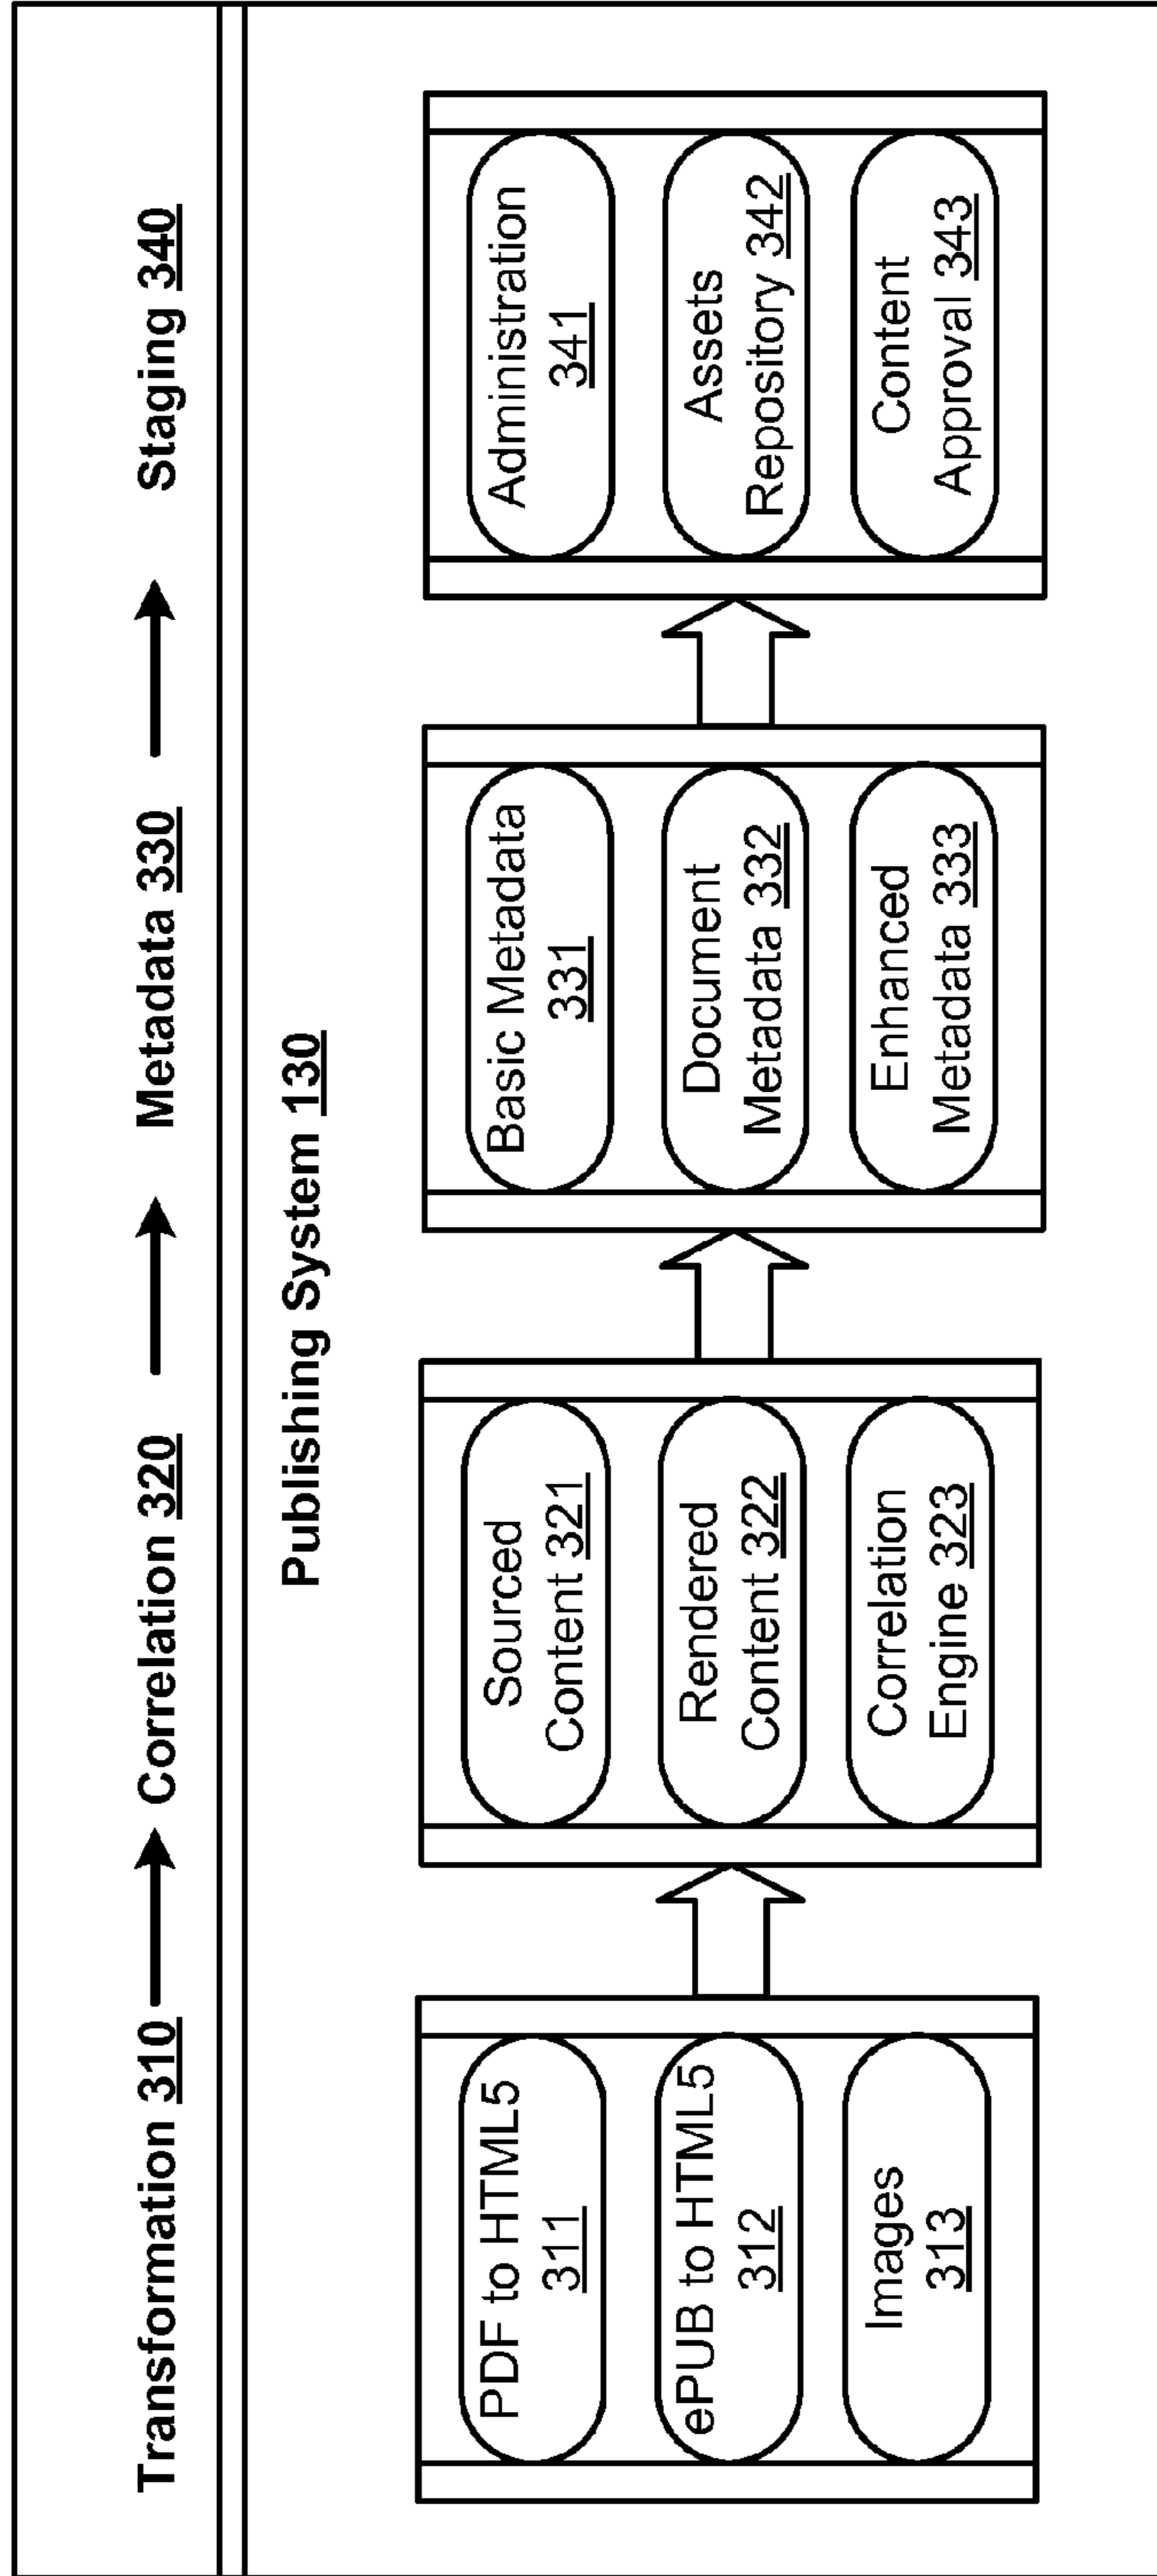 Transformation 310 Correlation 320 Metadata 330 Staging 340
Publishing System 130
PDF to HTML5
311
ePUB to HTML5
312
Images
313
Sourced
Content 321
Rendered
Content 322
Correlation
Engine 323
Basic Metadata
331
Document
Metadata 332
Enhanced
Metadata 333
Administration
341
Assets
Repository 342
Content
Approval 343